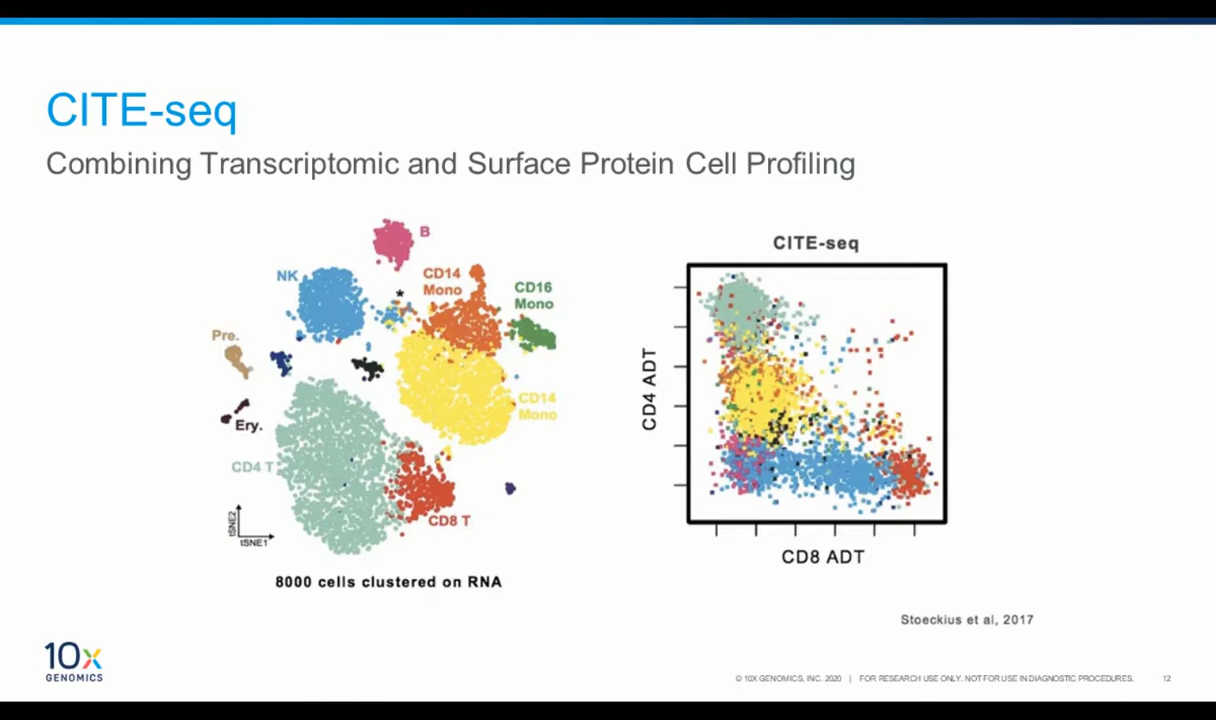 CITE-seq
Combining Transcriptomic and Surface Protein Cell Profiling
B
NK
CD14
Mono
*
CD16
Mono
Pre.
CD14
Mono
Ery.
CD4 T
CD8 T
tSNE2
tSNE1
8000 cells clustered on RNA
CITE-seq
CD4 ADT
CD8 ADT
Stoeckius et al, 2017
10x
GENOMICS
© 10X GENOMICS, INC. 2020 | FOR RESEARCH USE ONLY. NOT FOR USE IN DIAGNOSTIC PROCEDURES.
12